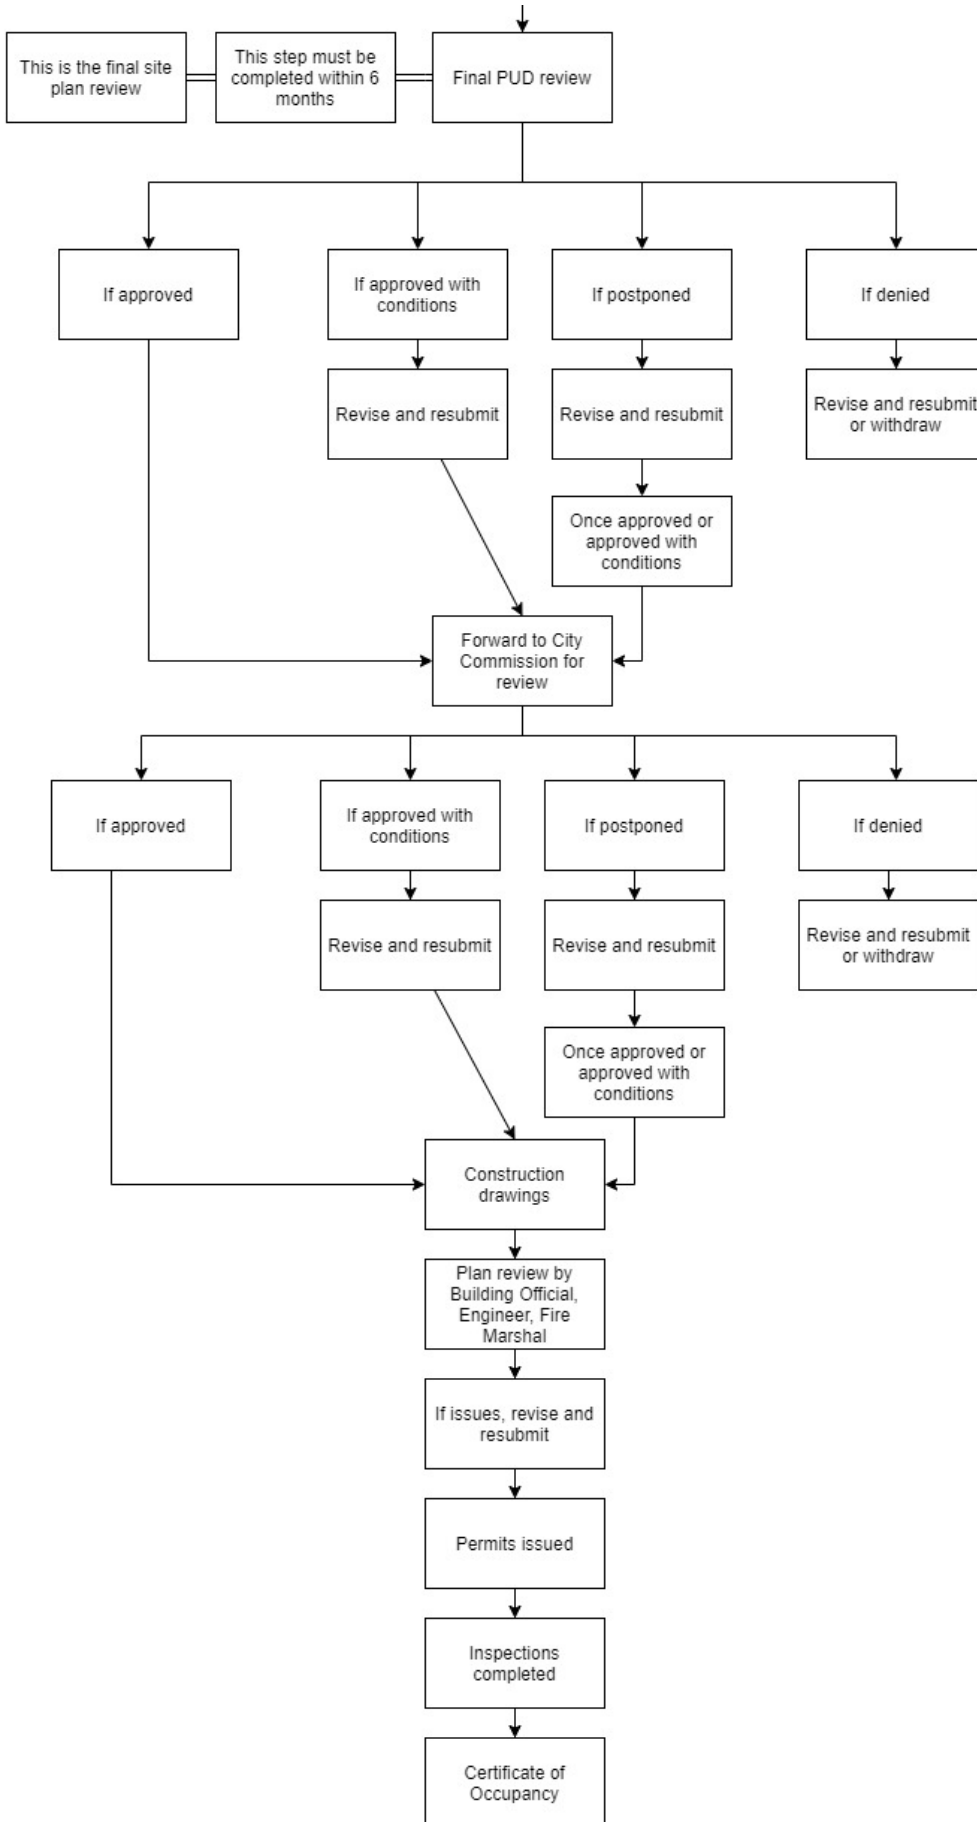 This is the final site
plan review
This step must be
completed within 6
months
Final PUD review
If approved
If approved with
conditions
If postponed
If denied
Revise and resubmit
Revise and resubmit
Revise and resubmit
or withdraw
Once approved or
approved with
conditions
Forward to City
Commission for
review
If approved
If approved with
conditions
If postponed
If denied
Revise and resubmit
Revise and resubmit
Revise and resubmit
or withdraw
Once approved or
approved with
conditions
Construction
drawings
Plan review by
Building Official,
Engineer, Fire
Marshal
If issues, revise and
resubmit
Permits issued
Inspections
completed
Certificate of
Occupancy